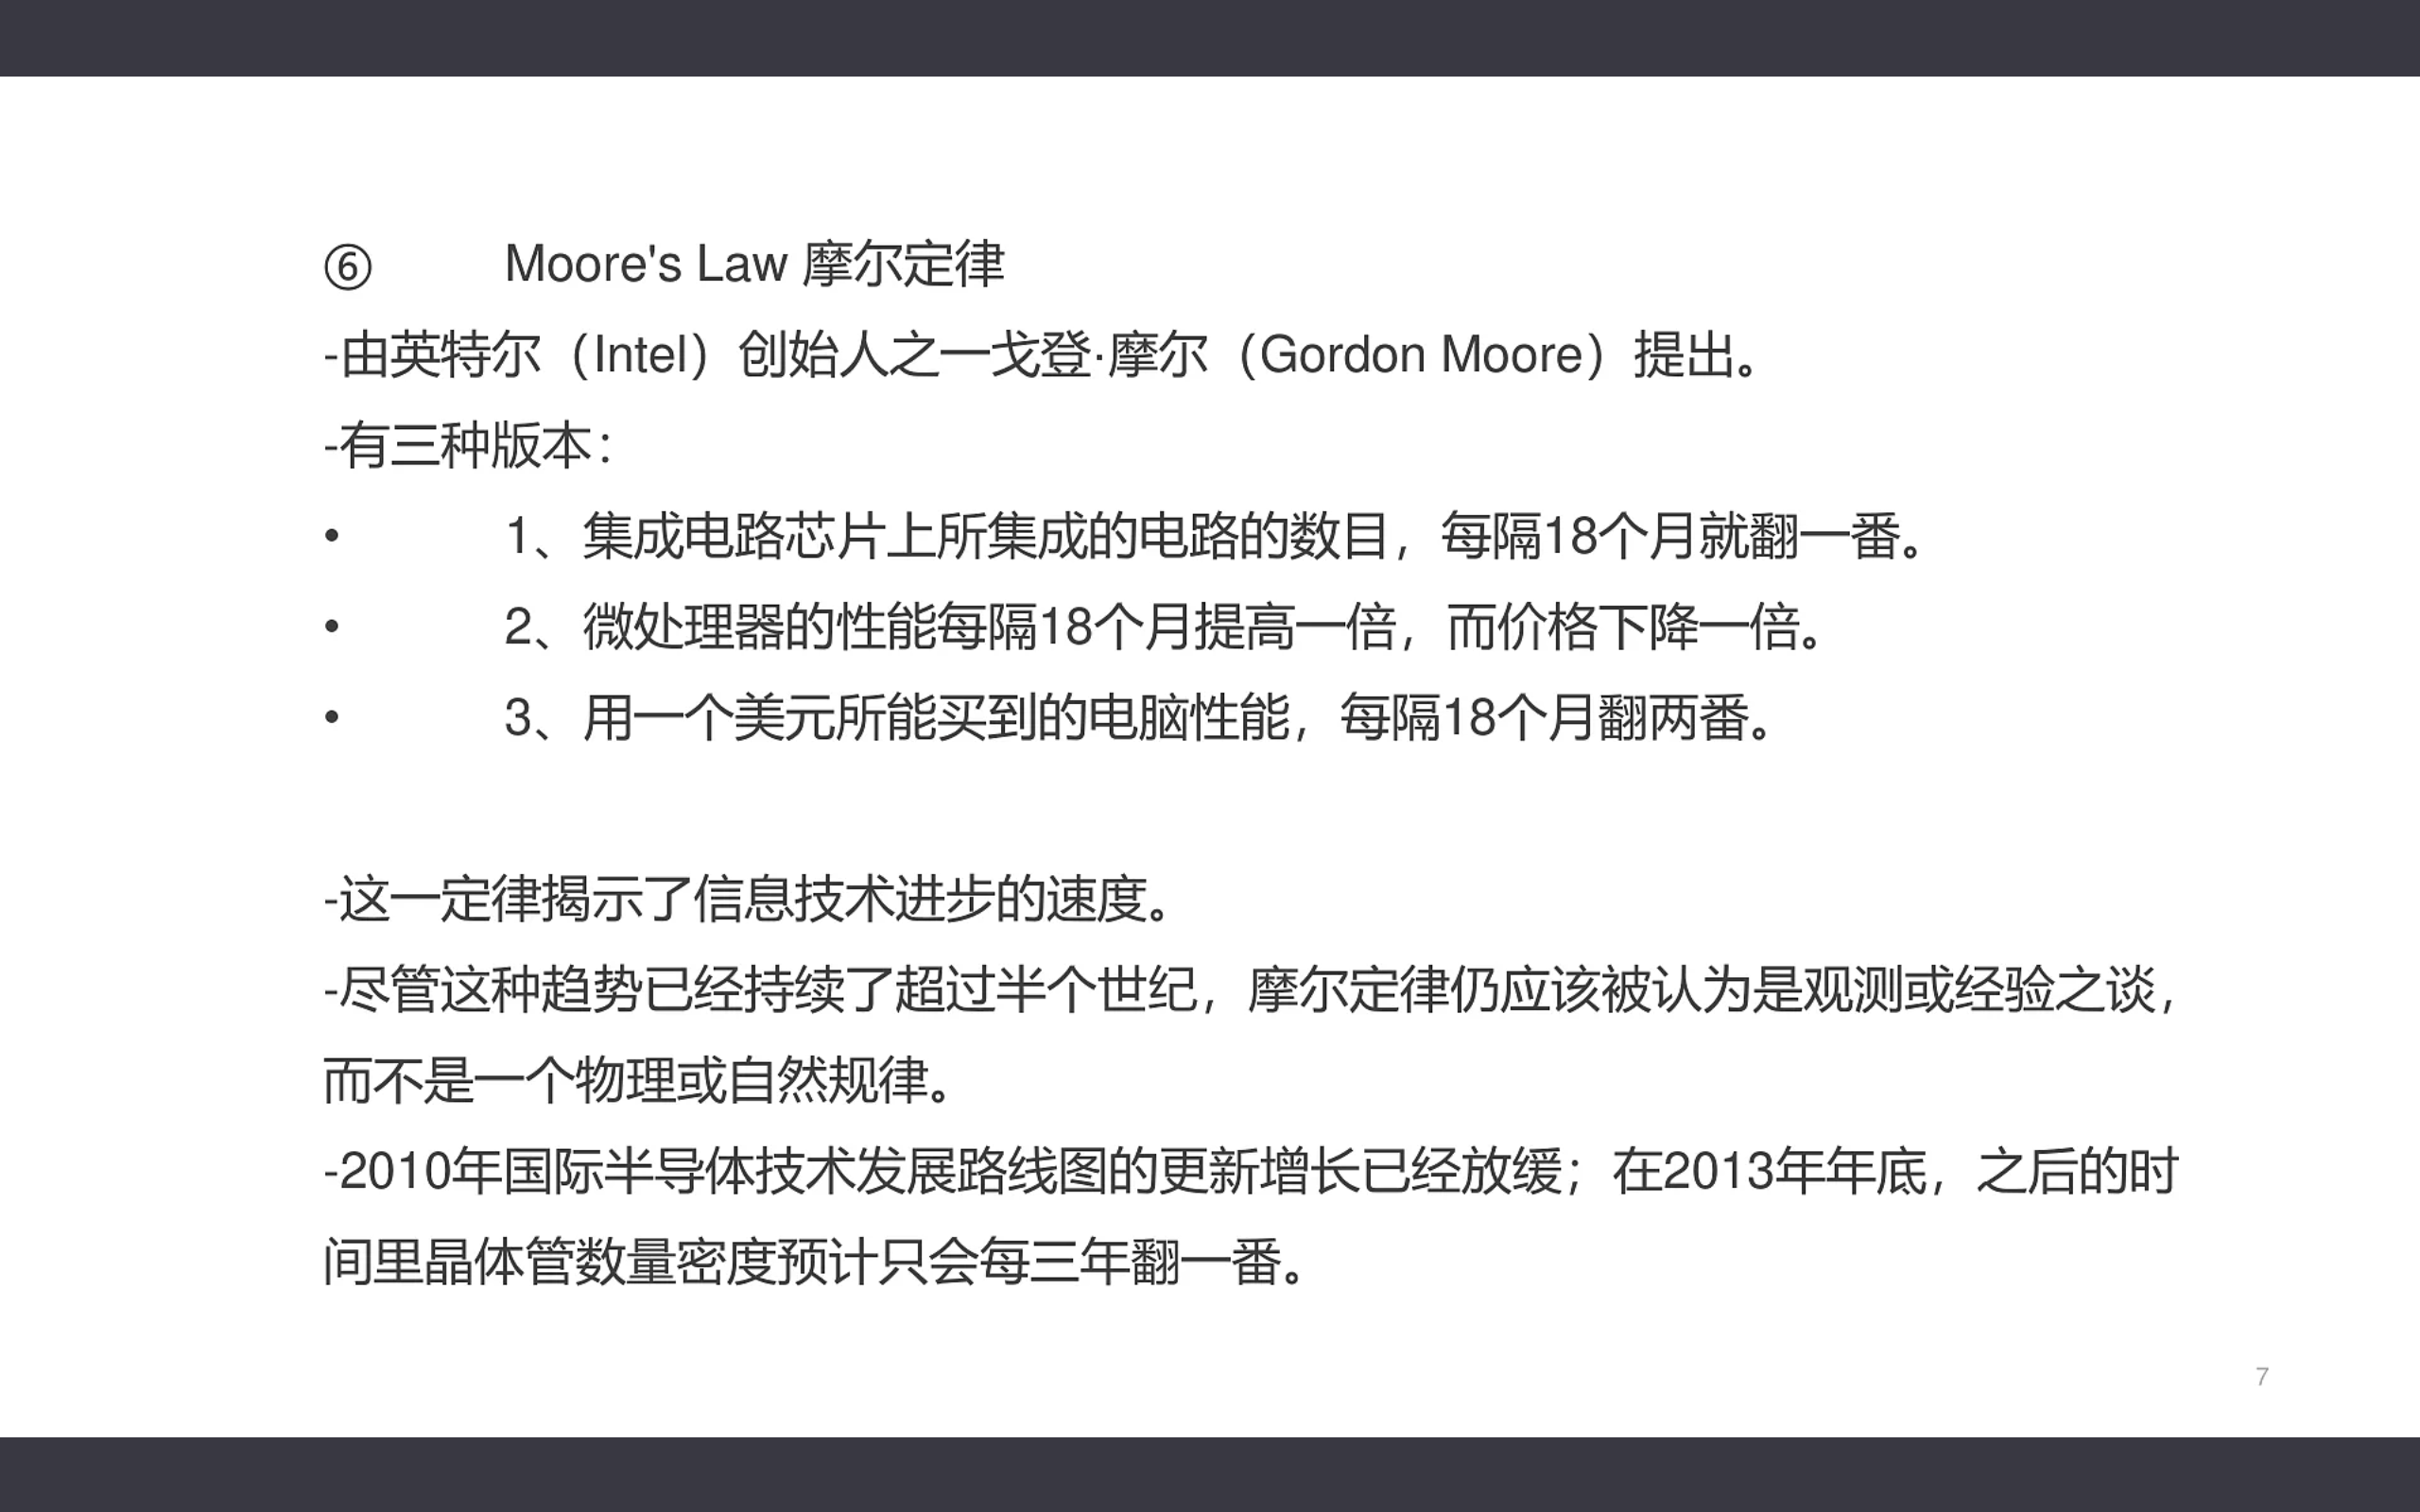 ⑥ Moore's Law 摩尔定律
-由英特尔（Intel）创始人之一戈登·摩尔（Gordon Moore）提出。
-有三种版本：
• 1、集成电路芯片上所集成的电路的数目，每隔18个月就翻一番。
• 2、微处理器的性能每隔18个月提高一倍，而价格下降一倍。
• 3、用一个美元所能买到的电脑性能，每隔18个月翻两番。
-这一定律揭示了信息技术进步的速度。
-尽管这种趋势已经持续了超过半个世纪，摩尔定律仍应该被认为是观测或经验之谈，
而不是一个物理或自然规律。
-2010年国际半导体技术发展路线图的更新增长已经放缓；在2013年年底，之后的时
间里晶体管数量密度预计只会每三年翻一番。
7